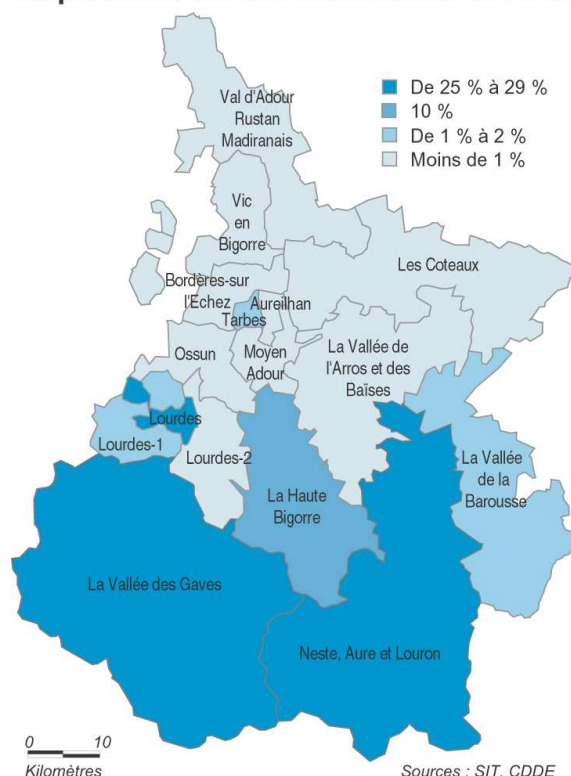 De 25 % à 29 %
10 %
De 1 % à 2 %
Moins de 1 %
Val d'Adour
Rustan
Madiranais
Vic
en
Bigorre
Les Coteaux
Bordères-sur
l'Echez
Aureilhan
Tarbes
Ossun
Moyen
Adour
La Vallée de
l'Arros et des
Baïses
Lourdes
Lourdes-1
Lourdes-2
La Haute
Bigorre
La Vallée
de la
Barousse
La Vallée des Gaves
Neste, Aure et Louron
0 10
Kilomètres
Sources : SIT, CDDE